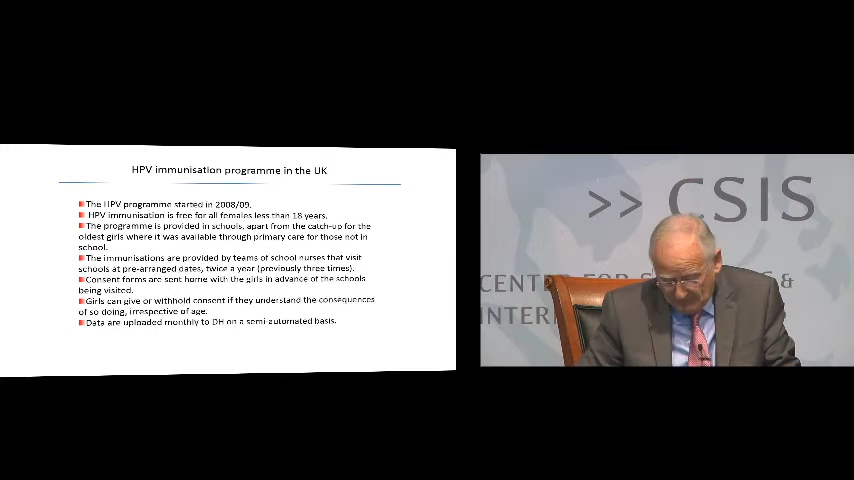 HPV immunisation programme in the UK
The HPV programme started in 2008/09.
HPV immunisation is free for all females less than 18 years.
The programme is provided in schools, apart from the catch-up for the
oldest girls where it was available through primary care for those not in
school.
The immunisations are provided by teams of school nurses that visit
schools at pre-arranged dates, twice a year (previously three times).
Consent forms are sent home with the girls in advance of the schools
being visited.
Girls can give or withhold consent if they understand the consequences
of so doing, irrespective of age.
Data are uploaded monthly to DH on a semi-automated basis.
>> CSIS
CENTER FOR S &
INTER